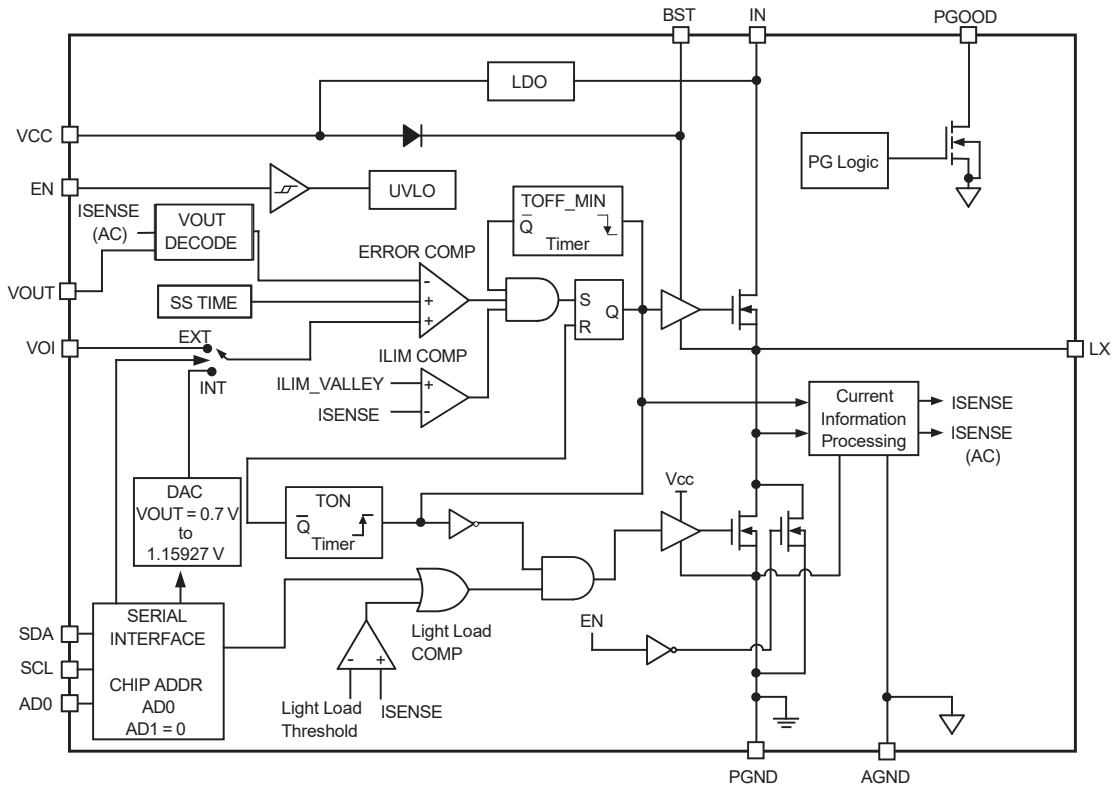 BST
IN
PGOOD
LDO
VCC
PG Logic
EN
UVLO
ISENSE
(AC)
VOUT
DECODE
TOFF_MIN
Q̅
Timer
ERROR COMP
VOUT
SS TIME
-
+
+
S
Q
R
VOI
EXT
INT
LX
ILIM COMP
ILIM_VALLEY
+
ISENSE
-
Current
Information
Processing
ISENSE
ISENSE
(AC)
DAC
VOUT = 0.7 V
to
1.15927 V
TON
Q̅
Timer
Vcc
SERIAL
INTERFACE
CHIP ADDR
AD0
AD1 = 0
SDA
SCL
AD0
Light Load
COMP
-
+
Light Load
Threshold
ISENSE
EN
PGND
AGND